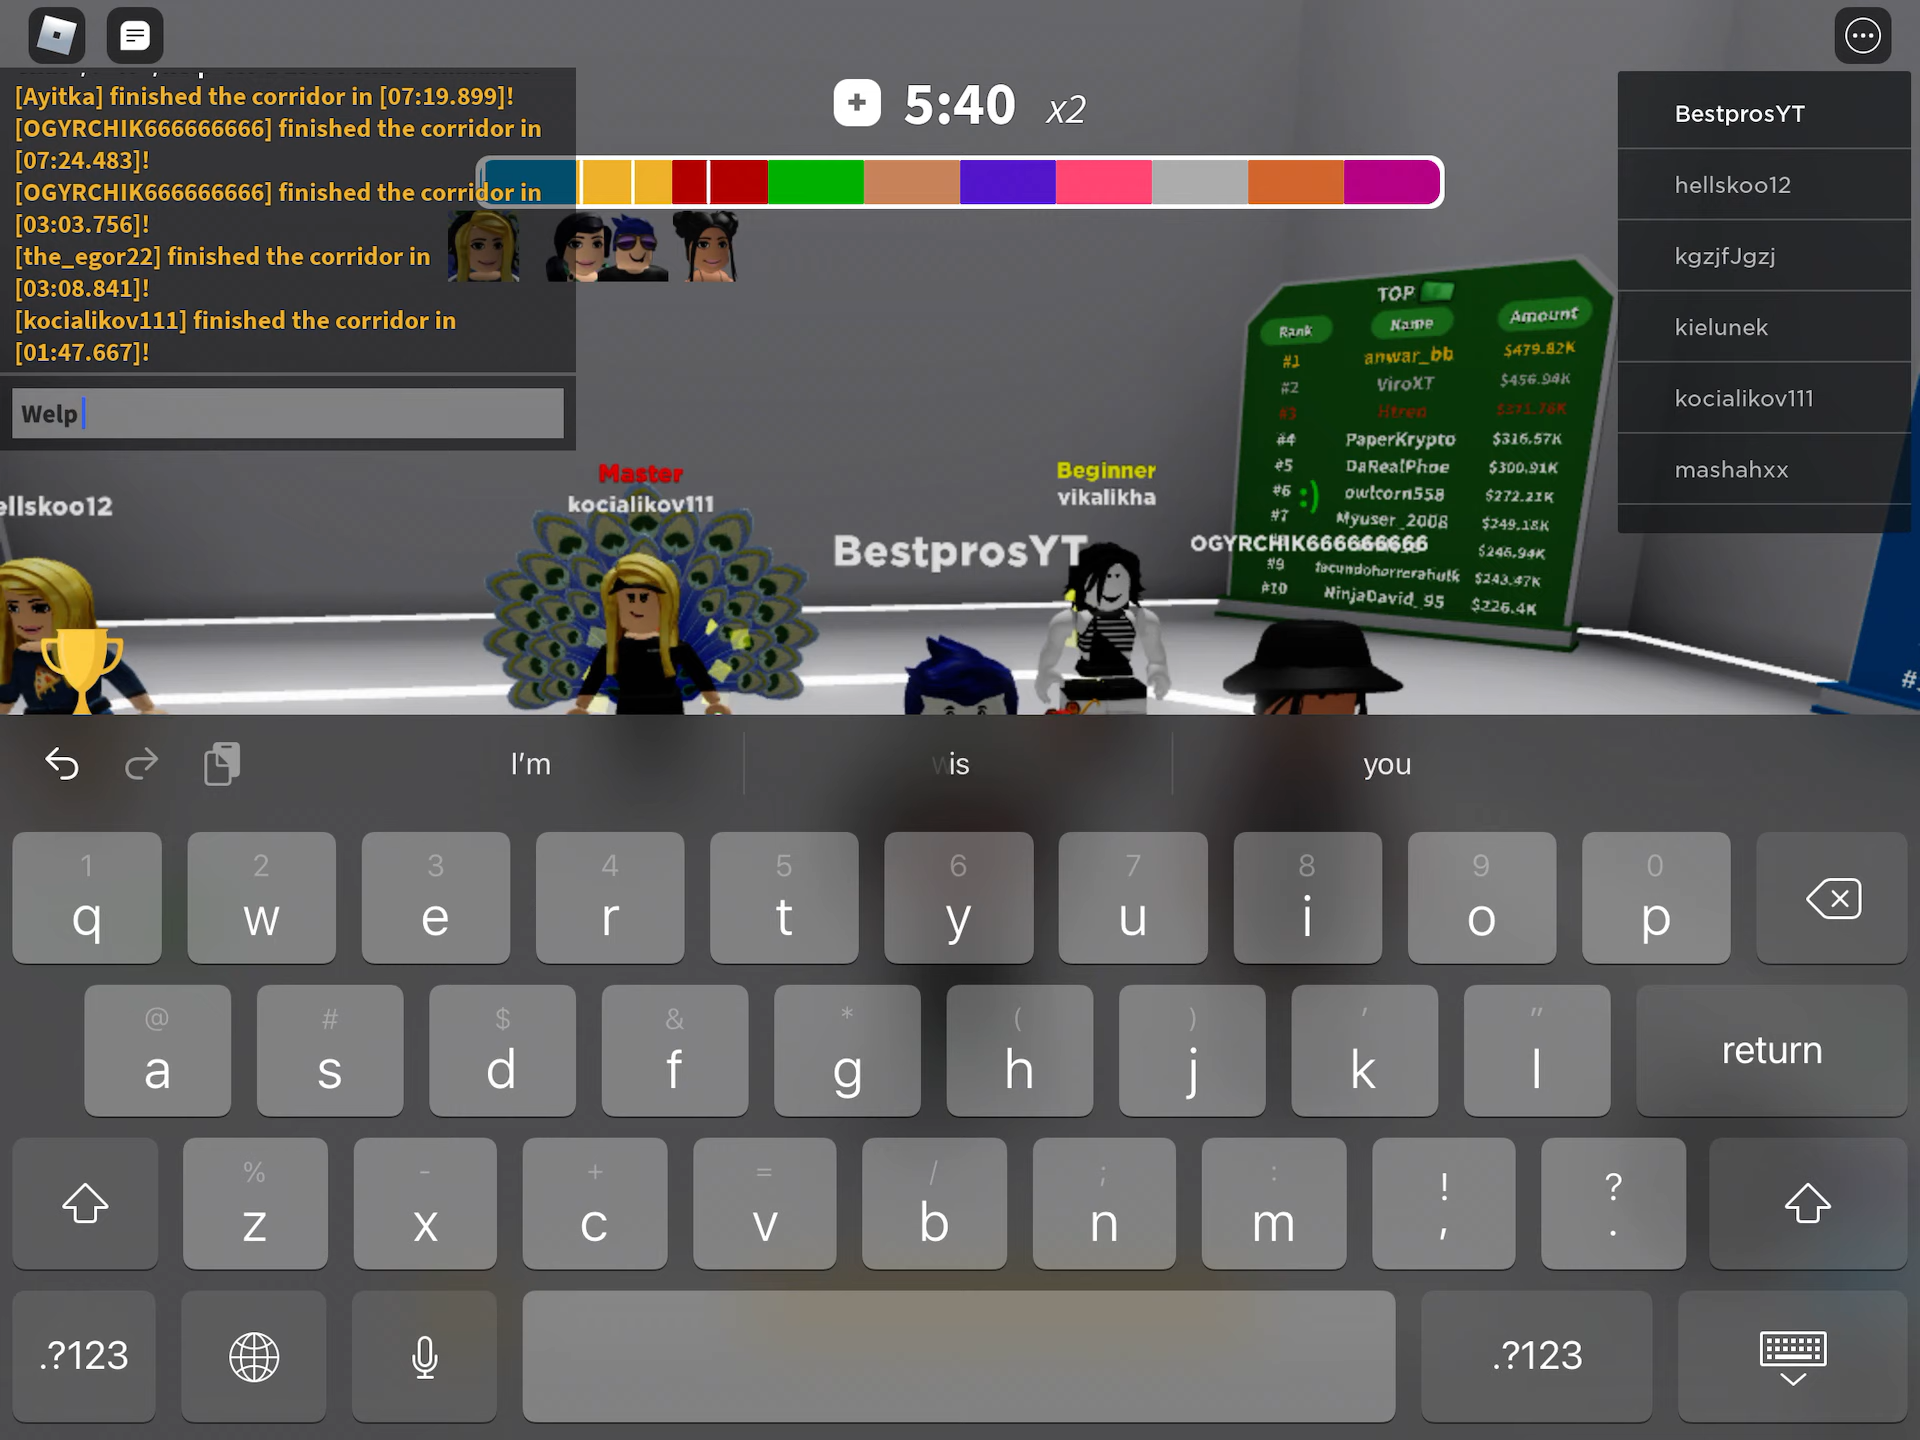 [Ayitka] finished the corridor in [07:19.899]!
[OGYRCHIK666666666] finished the corridor in
[07:24.483]!
[OGYRCHIK666666666] finished the corridor in
[03:03.756]!
[the_egor22] finished the corridor in
[03:08.841]!
[kocialikov111] finished the corridor in
[01:47.667]!
Welp
5:40 x2
BestprosYT
hellskoo12
kgzjfJgzj
kielunek
kocialikov111
mashahxx
TOP
Rank Name Amount
#1 anwar_bb $479.82K
#2 ViroXT $456.94K
#3 Htred
#4 PaperKrypto $316.57K
#5 DaRealPhoe $300.91K
#6 owlcorn558 $272.21K
#7 Myuser_2008 $249.18K
$246.94K
#9 facundoherrerahulk $243.47K
#10 NinjaDavid_95 $226.4K
:)
ellskoo12
Master
kocialikov111
Beginner
vikalikha
BestprosYT
OGYRCHIK666666666
#
I'm is you
1 2 3 4 5 6 7 8 9 0
q w e r t y u i o p
@ # $ & * ( ) ' "
a s d f g h j k l return
% - + = / ; : ! ?
z x c v b n m , .
.?123 .?123